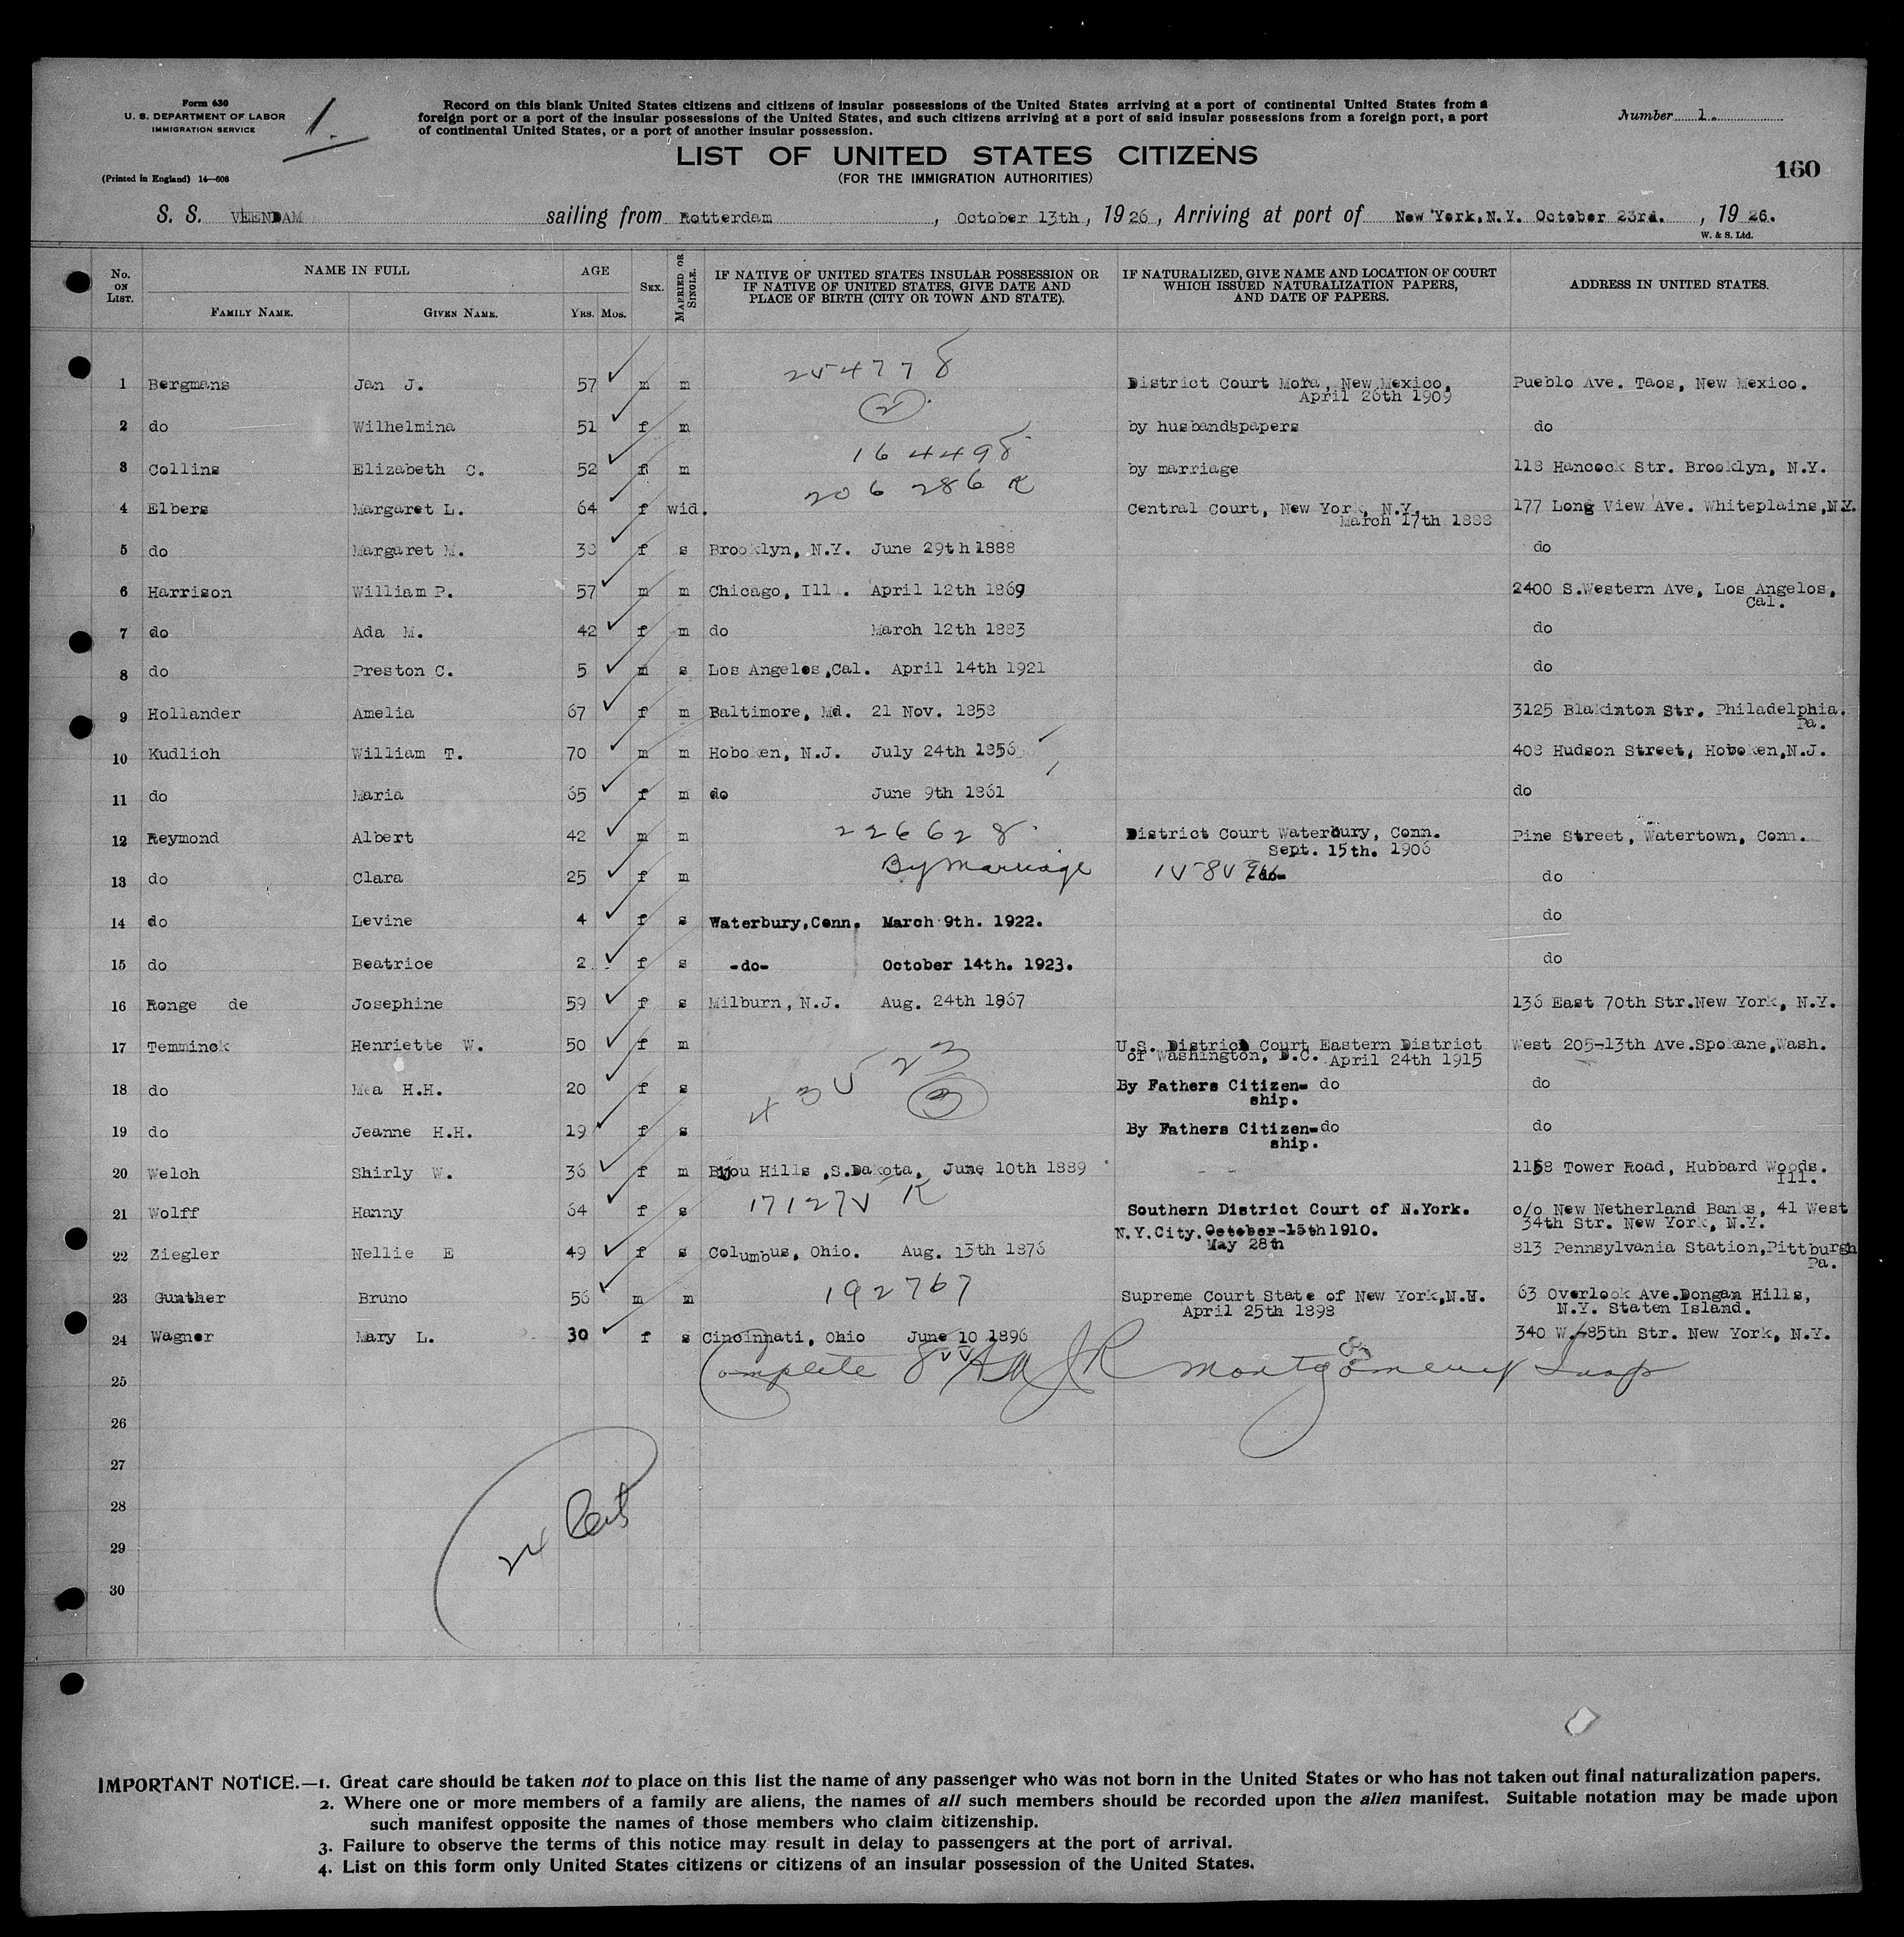 Form 630
U. S. DEPARTMENT OF LABOR
IMMIGRATION SERVICE
(Printed in England) 14—608
1.
Record on this blank United States citizens and citizens of insular possessions of the United States arriving at a port of continental United States from a
foreign port or a port of the insular possessions of the United States, and such citizens arriving at a port of said insular possessions from a foreign port, a port
of continental United States, or a port of another insular possession.
Number 1.
LIST OF UNITED STATES CITIZENS
(FOR THE IMMIGRATION AUTHORITIES)
160
S. S. VEENDAM sailing from Rotterdam, October 13th, 1926, Arriving at port of New York,N.Y. October 23rd., 1926.
W. & S. Ltd.
No. ON LIST. NAME IN FULL AGE SEX. MARRIED OR SINGLE. IF NATIVE OF UNITED STATES INSULAR POSSESSION OR IF NATIVE OF UNITED STATES, GIVE DATE AND PLACE OF BIRTH (CITY OR TOWN AND STATE). IF NATURALIZED, GIVE NAME AND LOCATION OF COURT WHICH ISSUED NATURALIZATION PAPERS, AND DATE OF PAPERS. ADDRESS IN UNITED STATES.
FAMILY NAME. GIVEN NAME. YRS. MOS.
254778
1 Bergmans Jan J. 57 m m District Court Mora, New Mexico, Pueblo Ave. Taos, New Mexico.
April 26th 1909
(2)
2 do Wilhelmina 51 f m by husbandspapers do
164498
3 Collins Elizabeth C. 52 f m by marriage 118 Hancock Str. Brooklyn, N.Y.
206286 R
4 Elbers Margaret L. 64 f wid. Central Court, New York, N.Y. 177 Long View Ave. Whiteplains,N.Y.
March 17th 1888
5 do Margaret M. 38 f s Brooklyn, N.Y. June 29th 1888 do
6 Harrison William P. 57 m m Chicago, Ill. April 12th 1869 2400 S.Western Ave, Los Angelos,
Cal.
7 do Ada M. 42 f m do March 12th 1883 do
8 do Preston C. 5 m s Los Angeles,Cal. April 14th 1921 do
9 Hollander Amelia 67 f m Baltimore, Md. 21 Nov. 1858 3125 Blakinton Str. Philadelphia.
Pa.
10 Kudlich William T. 70 m m Hoboken, N.J. July 24th 1856 408 Hudson Street, Hoboken,N.J.
11 do Maria 65 f m do June 9th 1861 do
226628
12 Reymond Albert 42 m m District Court Waterbury, Conn. Pine Street, Watertown, Conn.
Sept. 15th. 1906
13 do Clara 25 f m By Marriage do
14 do Levine 4 f s Waterbury,Conn. March 9th. 1922. do
15 do Beatrice 2 f s -do- October 14th. 1923. do
16 Ronge de Josephine 59 f s Milburn, N.J. Aug. 24th 1867 136 East 70th Str.New York, N.Y.
17 Temminck Henriette W. 50 f m U.S. District Court Eastern District West 205-13th Ave.Spokane,Wash.
of Washington, D.C. April 24th 1915
18 do Mea H.H. 20 f s By Fathers Citizen- do do
ship.
(3)
19 do Jeanne H.H. 19 f s By Fathers Citizen- do do
ship.
20 Welch Shirly W. 36 f m Bijou Hills ,S.Dakota, June 10th 1889 1158 Tower Road, Hubbard Woods.
Ill.
21 Wolff Hanny 64 f s Southern District Court of N.York. c/o New Netherland Banks, 41 West
34th Str. New York, N.Y.
N.Y.City. October-15th 1910.
May 28th
22 Ziegler Nellie E 49 f s Columbus, Ohio. Aug. 13th 1876 813 Pennsylvania Station,Pittburgh
Pa.
192767
23 Gunther Bruno 56 m m Supreme Court State of New York,N.Y. 63 Overlook Ave.Dongan Hills,
April 25th 1898 N.Y. Staten Island.
24 Wagner Mary L. 30 f s Cincinnati, Ohio June 10 1896 340 W.-85th Str. New York, N.Y.
25 Complete J R Montgomery Insp
26
27
28
29
30
IMPORTANT NOTICE.—1. Great care should be taken not to place on this list the name of any passenger who was not born in the United States or who has not taken out final naturalization papers.
2. Where one or more members of a family are aliens, the names of all such members should be recorded upon the alien manifest. Suitable notation may be made upon
such manifest opposite the names of those members who claim citizenship.
3. Failure to observe the terms of this notice may result in delay to passengers at the port of arrival.
4. List on this form only United States citizens or citizens of an insular possession of the United States.